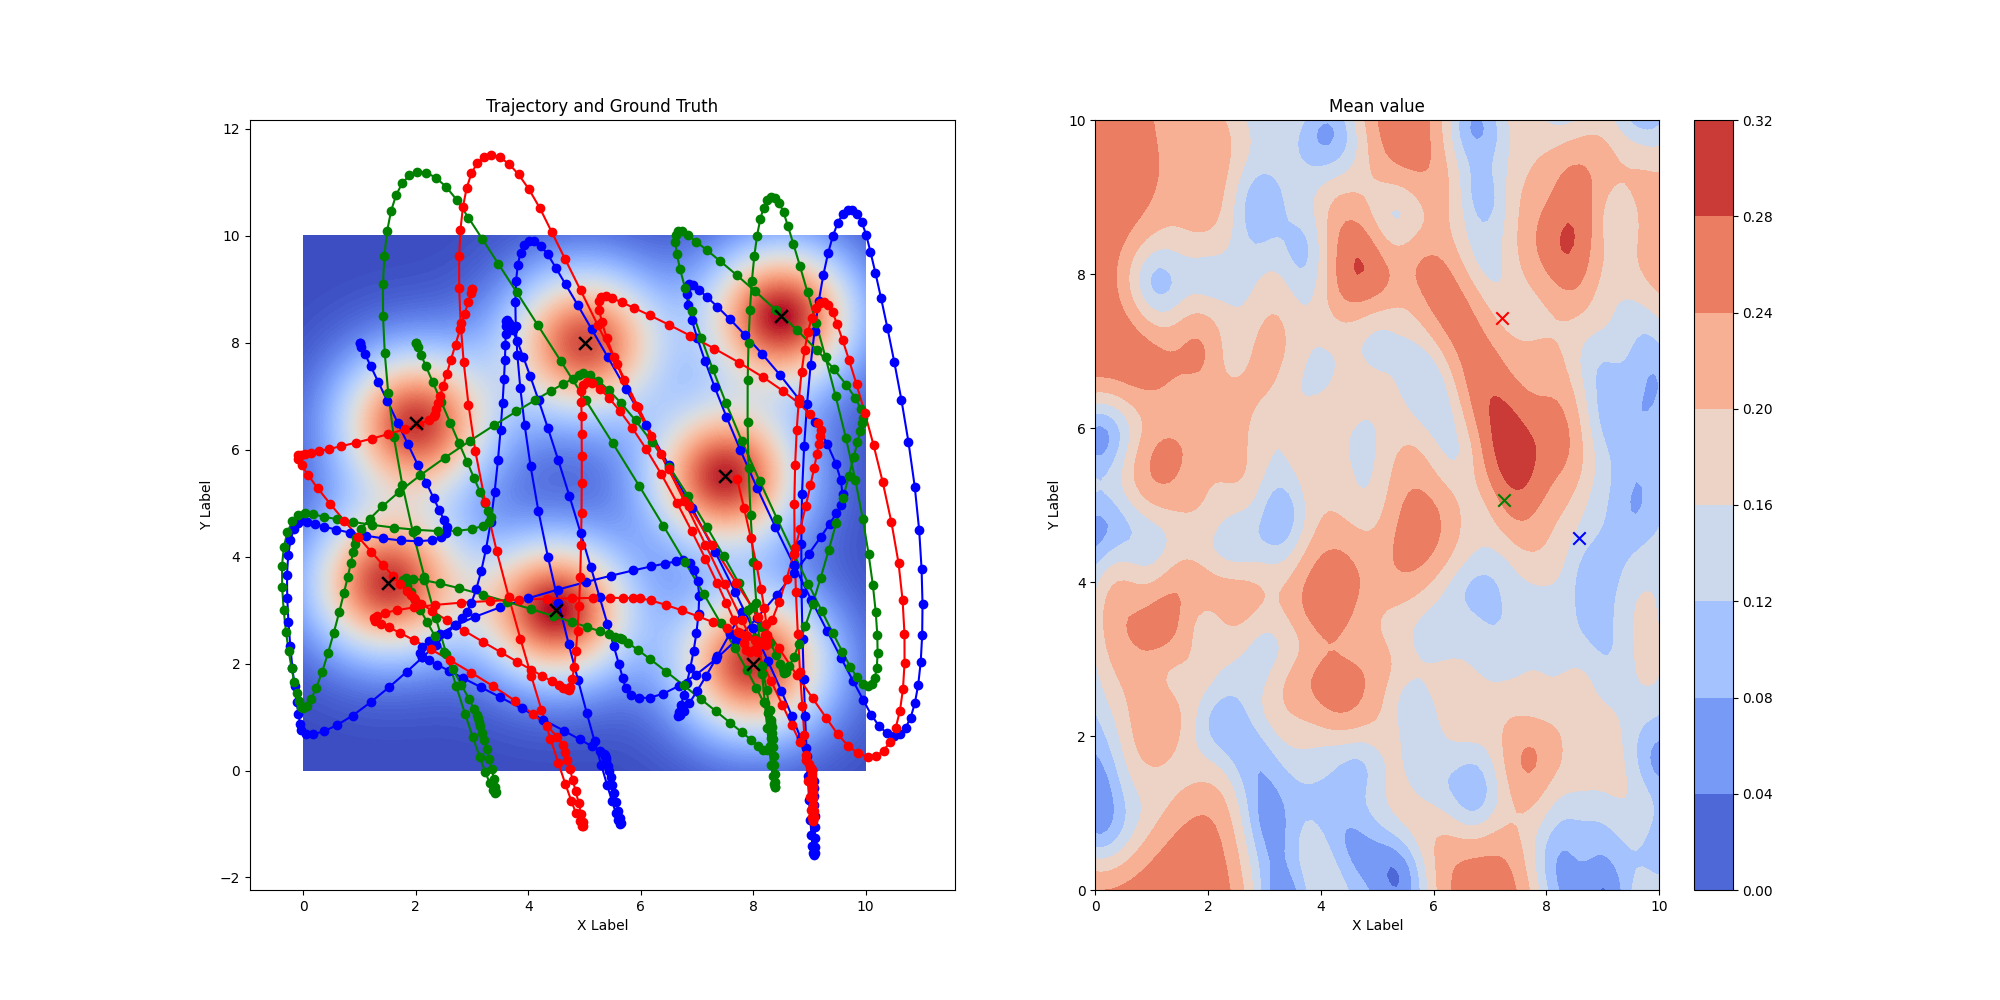 Trajectory and Ground Truth
12
10
8
6
4
2
0
−2
Y Label
0 2 4 6 8 10
X Label
Mean value
10
8
6
4
2
0
Y Label
0 2 4 6 8 10
X Label
0.32
0.28
0.24
0.20
0.16
0.12
0.08
0.04
0.00